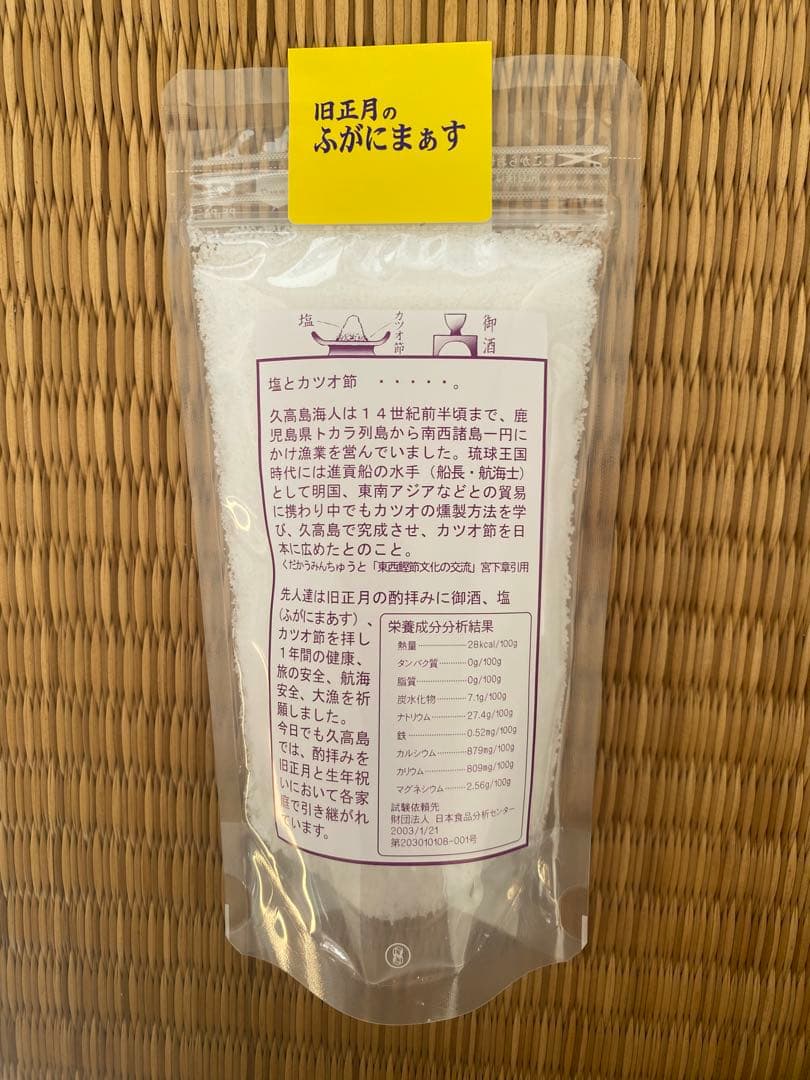 旧正月の
ふがにまぁす
塩
カツオ節
御酒
塩とカツオ節 ・・・・・。
久高島海人は14世紀前半頃まで、鹿
児島県トカラ列島から南西諸島一円に
かけ漁業を営んでいました。琉球王国
時代には進貢船の水手(船長・航海士)
として明国、東南アジアなどとの貿易
に携わり中でもカツオの燻製方法を学
び、久高島で究成させ、カツオ節を日
本に広めたとのこと。
くだかうみんちゅうと「東西鰹節文化の交流」宮下章引用
先人達は旧正月の酌拝みに御酒、塩
(ふがにまあす)、
カツオ節を拝し
1年間の健康、
旅の安全、航海
安全、大漁を祈
願しました。
今日でも久高島
では、酌拝みを
旧正月と生年祝
いにおいて各家
庭で引き継がれ
ています。
栄養成分分析結果
熱量 28kcal/100g
タンパク質 0g/100g
脂質 0g/100g
炭水化物 7.1g/100g
ナトリウム 27.4g/100g
鉄 0.52mg/100g
カルシウム 879mg/100g
カリウム 809mg/100g
マグネシウム 2.56g/100g
試験依頼先
財団法人 日本食品分析センター
2003/1/21
第203010108-001号